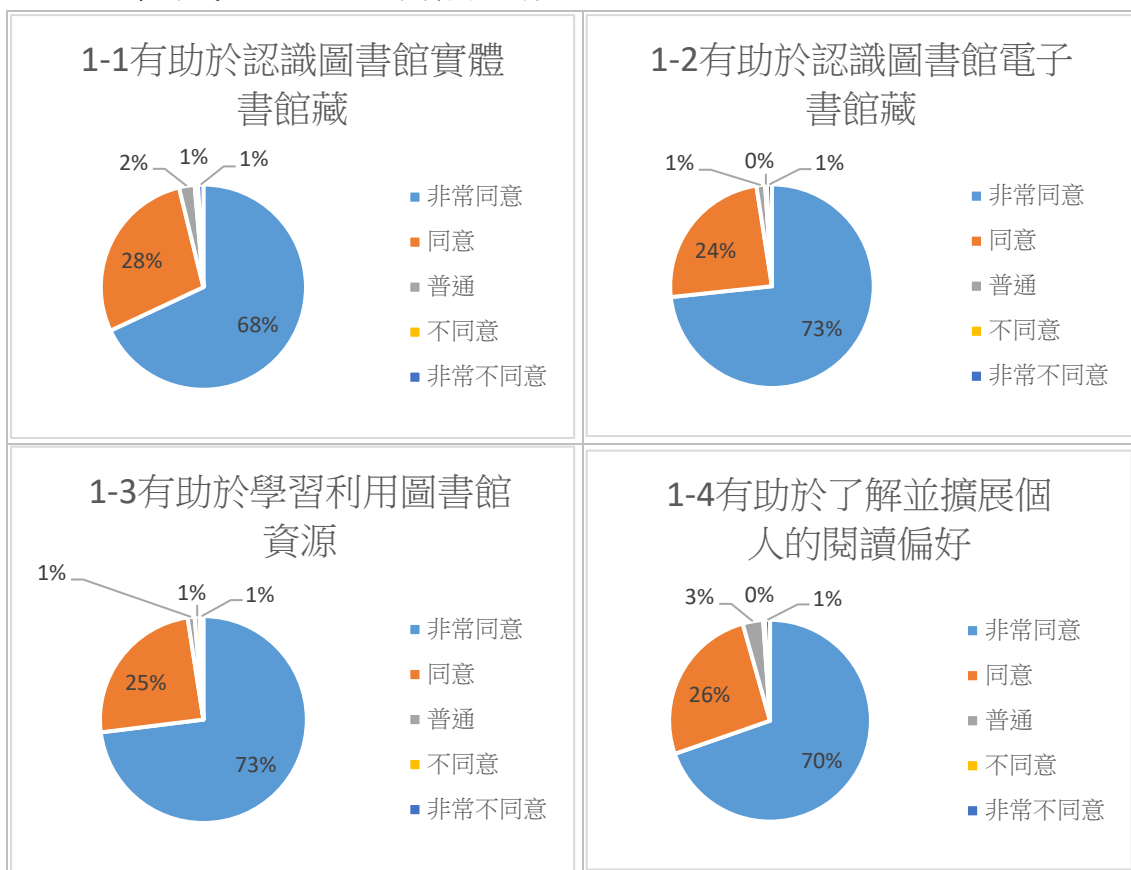 1-1有助於認識圖書館實體
書館藏
2%
1%
1%
28%
68%
非常同意
同意
普通
不同意
非常不同意
1-2有助於認識圖書館電子
書館藏
1%
0%
1%
24%
73%
非常同意
同意
普通
不同意
非常不同意
1-3有助於學習利用圖書館
資源
1%
1%
1%
25%
73%
非常同意
同意
普通
不同意
非常不同意
1-4有助於了解並擴展個
人的閱讀偏好
3%
0%
1%
26%
70%
非常同意
同意
普通
不同意
非常不同意